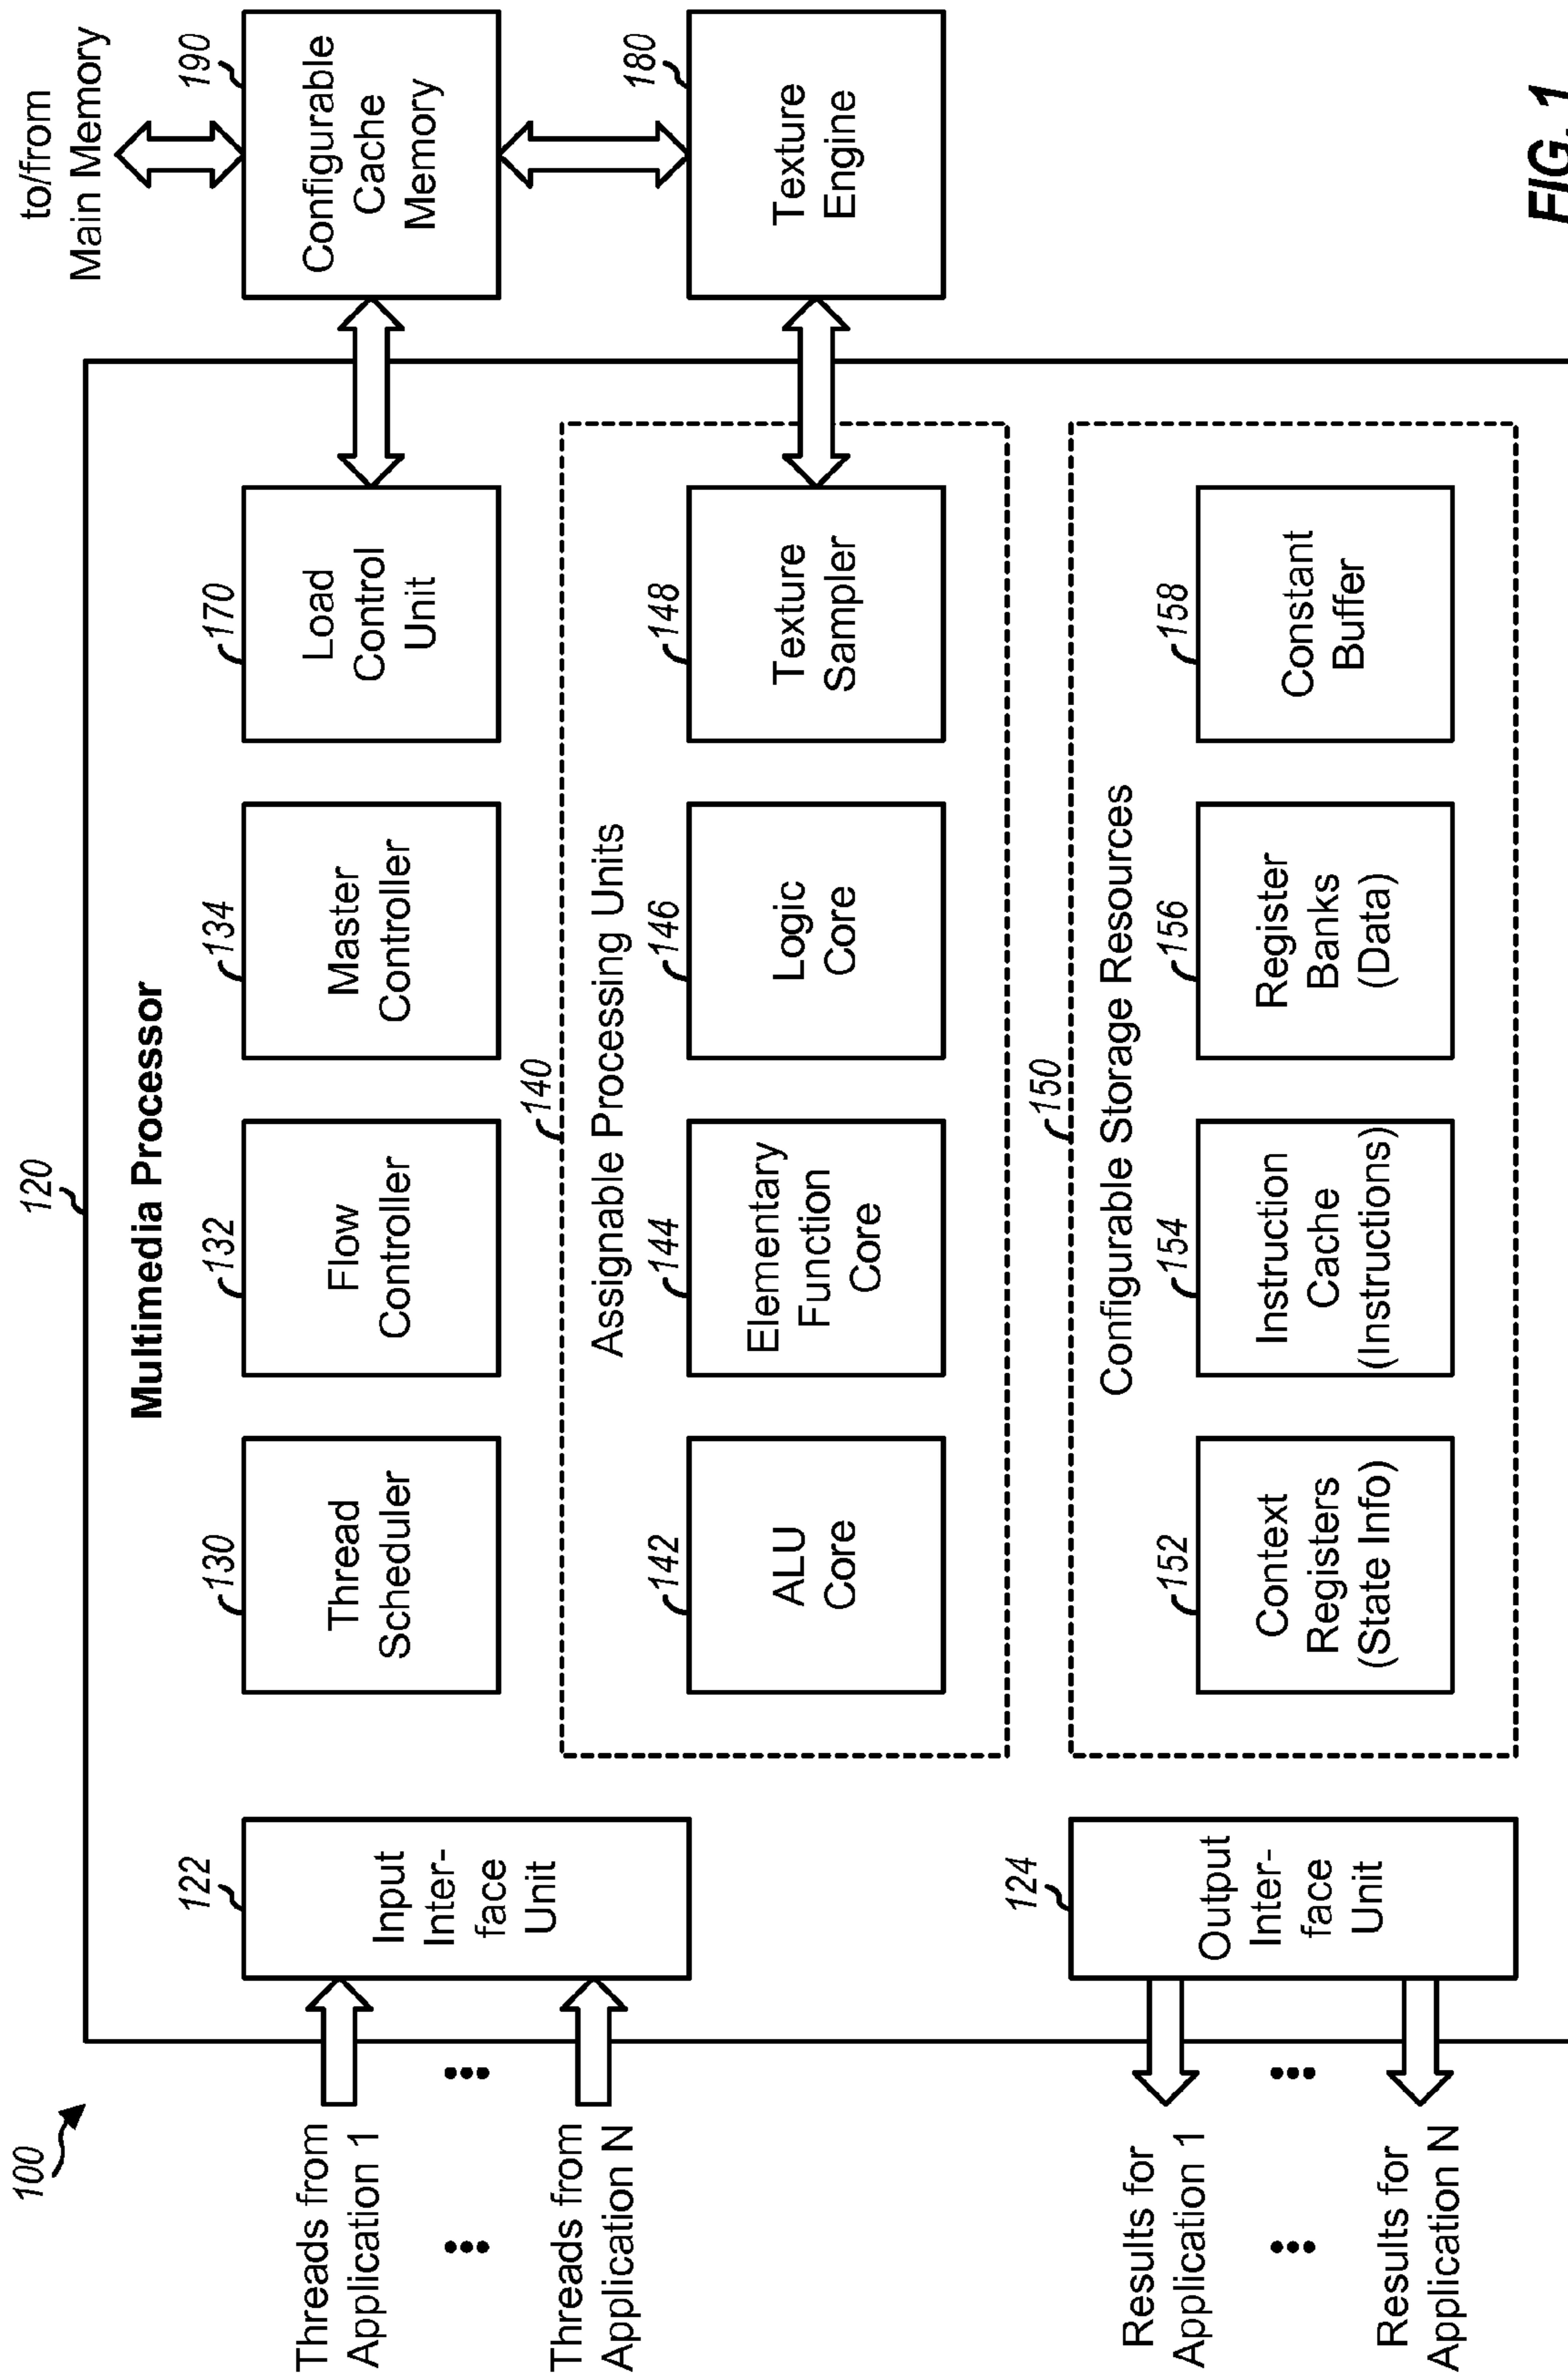 100
120
to/from
Main Memory
Multimedia Processor
Threads from
Application 1
Threads from
Application N
122
Input
Inter-
face
Unit
130
Thread
Scheduler
132
Flow
Controller
134
Master
Controller
170
Load
Control
Unit
190
Configurable
Cache
Memory
140
Assignable Processing Units
142
ALU
Core
144
Elementary
Function
Core
146
Logic
Core
148
Texture
Sampler
180
Texture
Engine
150
Configurable Storage Resources
Results for
Application 1
Results for
Application N
124
Output
Inter-
face
Unit
152
Context
Registers
(State Info)
154
Instruction
Cache
(Instructions)
156
Register
Banks
(Data)
158
Constant
Buffer
FIG. 1